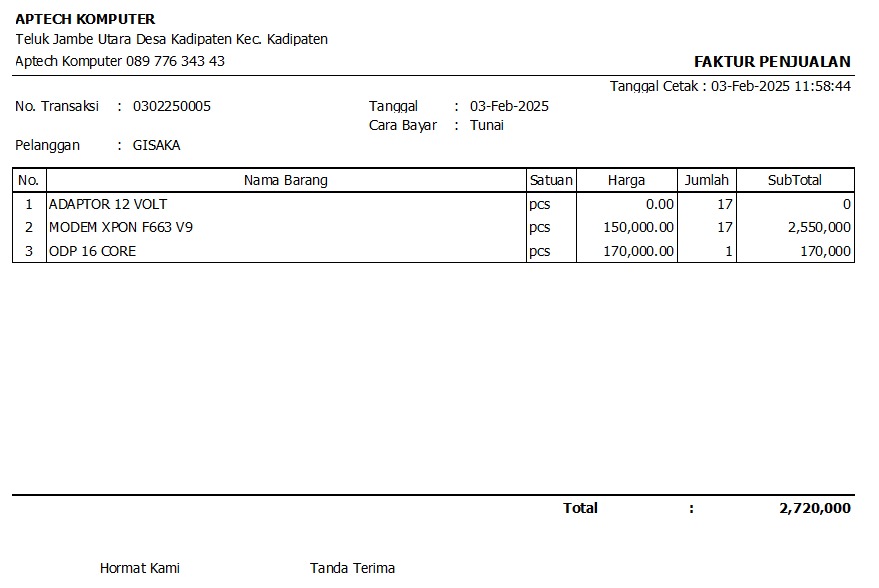 APTECH KOMPUTER
Teluk Jambe Utara Desa Kadipaten Kec. Kadipaten
Aptech Komputer 089 776 343 43
FAKTUR PENJUALAN
Tanggal Cetak : 03-Feb-2025 11:58:44
No. Transaksi : 0302250005 Tanggal : 03-Feb-2025
Cara Bayar : Tunai
Pelanggan : GISAKA
No. Nama Barang Satuan Harga Jumlah SubTotal
1 ADAPTOR 12 VOLT pcs 0.00 17 0
2 MODEM XPON F663 V9 pcs 150,000.00 17 2,550,000
3 ODP 16 CORE pcs 170,000.00 1 170,000
Total : 2,720,000
Hormat Kami Tanda Terima